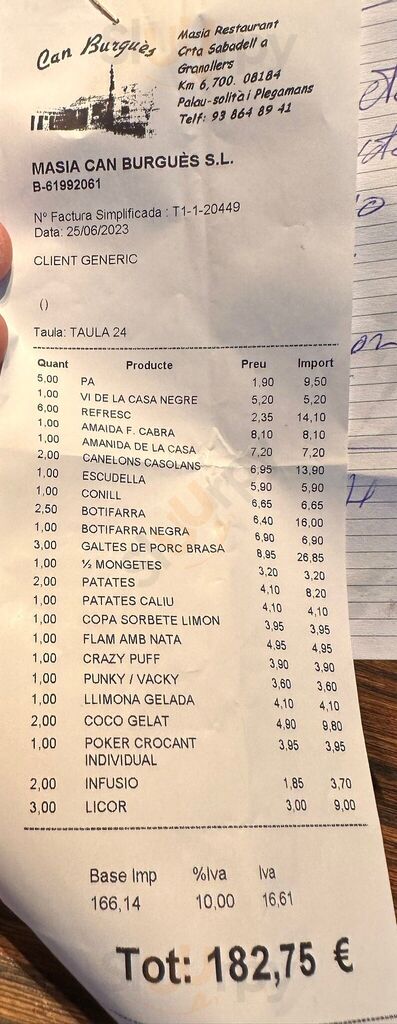 Can Burguès
Masia Restaurant
Crta Sabadell a
Granollers
Km 6,700. 08184
Palau-solità i Plegamans
Telf: 93 864 89 41
MASIA CAN BURGUÈS S.L.
B-61992061
Nº Factura Simplificada : T1-1-20449
Data: 25/06/2023
CLIENT GENERIC
()
Taula: TAULA 24
Quant Producte Preu Import
5,00 PA 1,90 9,50
1,00 VI DE LA CASA NEGRE 5,20 5,20
6,00 REFRESC 2,35 14,10
1,00 AMAIDA F. CABRA 8,10 8,10
1,00 AMANIDA DE LA CASA 7,20 7,20
2,00 CANELONS CASOLANS 6,95 13,90
1,00 ESCUDELLA 5,90 5,90
1,00 CONILL 6,65 6,65
2,50 BOTIFARRA 6,40 16,00
1,00 BOTIFARRA NEGRA 6,90 6,90
3,00 GALTES DE PORC BRASA 8,95 26,85
1,00 ½ MONGETES 3,20 3,20
2,00 PATATES 4,10 8,20
1,00 PATATES CALIU 4,10 4,10
1,00 COPA SORBETE LIMON 3,95 3,95
1,00 FLAM AMB NATA 4,95 4,95
1,00 CRAZY PUFF 3,90 3,90
1,00 PUNKY / VACKY 3,60 3,60
1,00 LLIMONA GELADA 4,10 4,10
2,00 COCO GELAT 4,90 9,80
1,00 POKER CROCANT 3,95 3,95
INDIVIDUAL
2,00 INFUSIO 1,85 3,70
3,00 LICOR 3,00 9,00
Base Imp %Iva Iva
166,14 10,00 16,61
Tot: 182,75 €